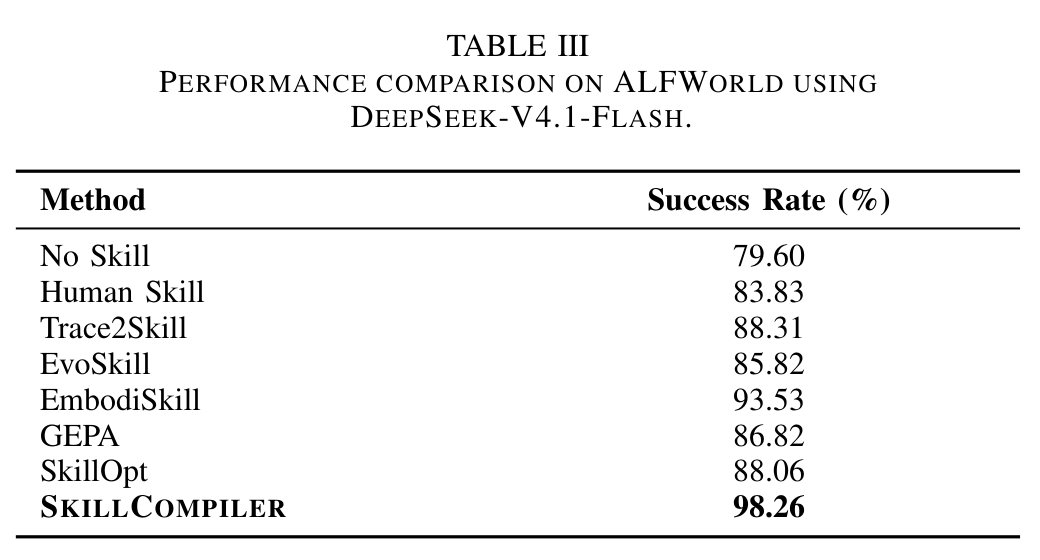 TABLE III
PERFORMANCE COMPARISON ON ALFWORLD USING
DEEPSEEK-V4.1-FLASH.
Method Success Rate (%)
No Skill 79.60
Human Skill 83.83
Trace2Skill 88.31
EvoSkill 85.82
EmbodiSkill 93.53
GEPA 86.82
SkillOpt 88.06
SKILLCOMPILER 98.26